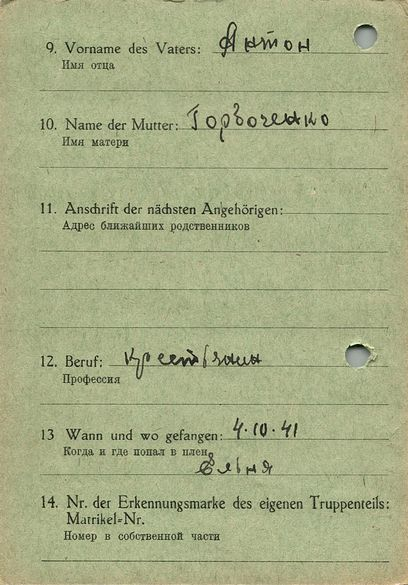 9. Vorname des Vaters: Антон
Имя отца
10. Name der Mutter: Горбоченко
Имя матери
11. Anschrift der nächsten Angehörigen:
Адрес ближайших родственников
12. Beruf:
Профессия
13 Wann und wo gefangen: 4·10·41
Когда и где попал в плен
Ельня
14. Nr. der Erkennungsmarke des eigenen Truppenteils:
Matrikel-Nr.
Номер в собственной части